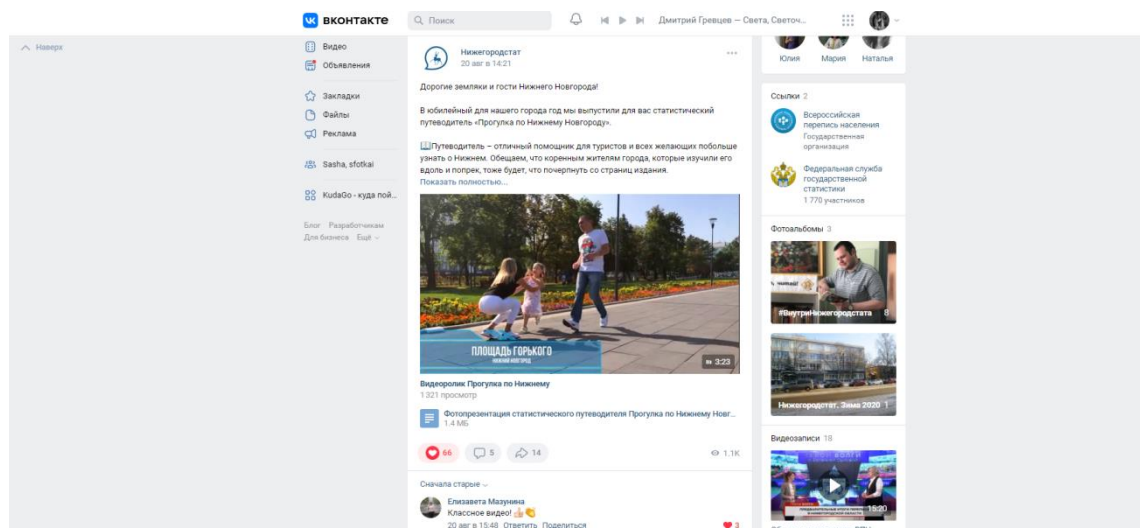 вконтакте
Поиск
Дмитрий Гревцев — Света, Светоч...
Наверх
Видео
Объявления
Закладки
Файлы
Реклама
Sasha, sfotkai
KudaGo - куда пой...
Блог Разработчикам
Для бизнеса Ещё
Нижегородстат
20 авг в 14:21
Дорогие земляки и гости Нижнего Новгорода!
В юбилейный для нашего города год мы выпустили для вас статистический
путеводитель «Прогулка по Нижнему Новгороду».
Путеводитель – отличный помощник для туристов и всех желающих побольше
узнать о Нижнем. Обещаем, что коренным жителям города, которые изучили его
вдоль и поперек, тоже будет, что почерпнуть со страниц издания.
Показать полностью...
ПЛОЩАДЬ ГОРЬКОГО
НИЖНИЙ НОВГОРОД
3:23
Видеоролик Прогулка по Нижнему
1 321 просмотр
Фотопрезентация статистического путеводителя Прогулка по Нижнему Новг...
1.4 МБ
66 5 14 1.1K
Сначала старые
Елизавета Мазунина
Классное видео!
20 авг в 15:48 Ответить Поделиться 3
Юлия Мария Наталья
Ссылки 2
Всероссийская
перепись населения
Государственная
организация
Федеральная служба
государственной
статистики
1 770 участников
Фотоальбомы 3
#ВнутриНижегородстата 8
Нижегородстат. Зима 2020 1
Видеозаписи 18
15:20